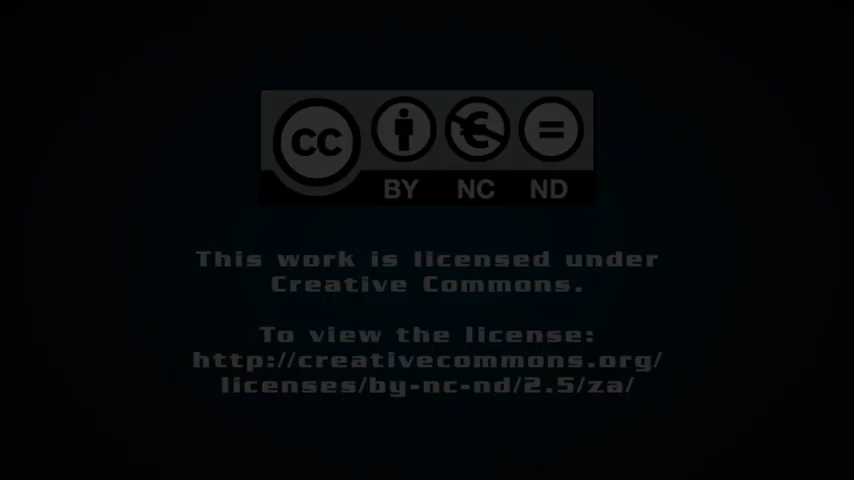 CC
BY NC ND
This work is licensed under
Creative Commons.
To view the license:
http://creativecommons.org/
licenses/by-nc-nd/2.5/za/